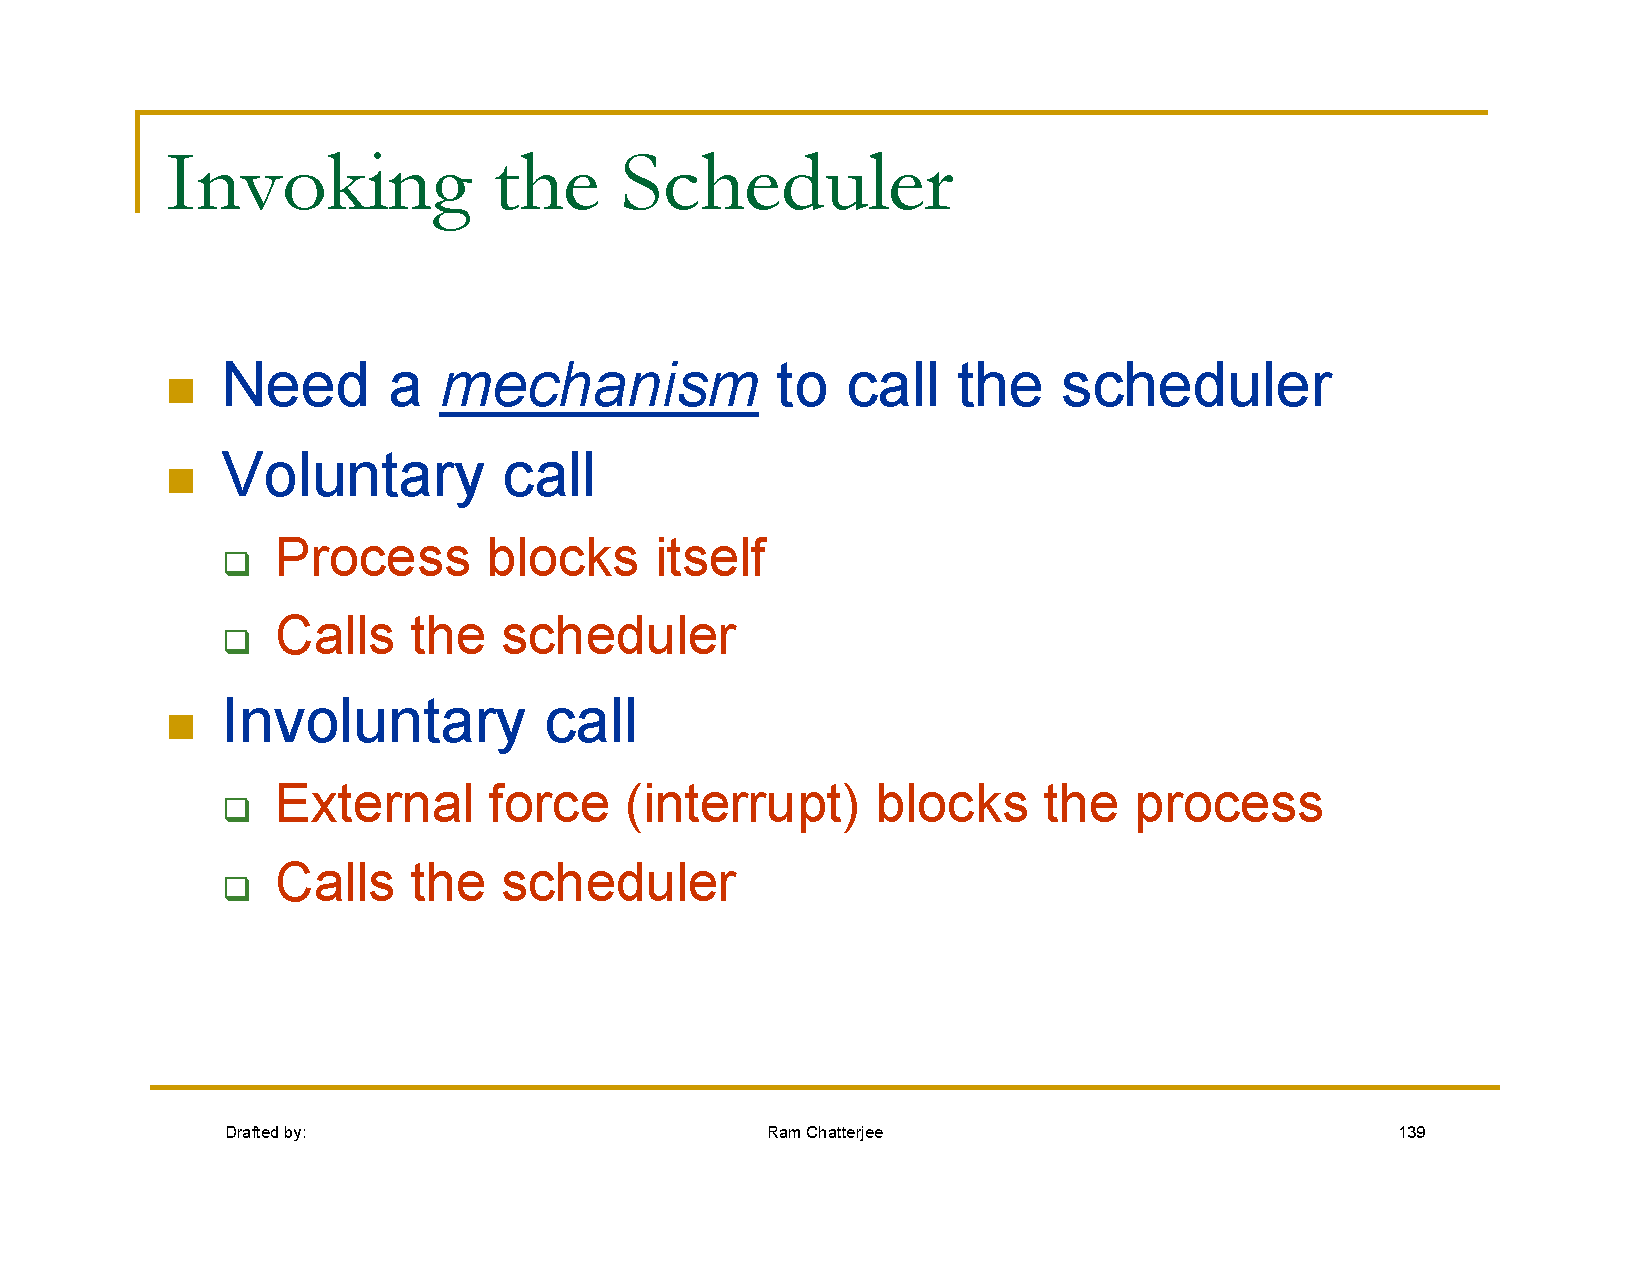 Invoking the Scheduler
Need a mechanism to call the scheduler
Voluntary call
Process blocks itself
Calls the scheduler
Involuntary call
External force (interrupt) blocks the process
Calls the scheduler
Drafted by: Ram Chatterjee 139